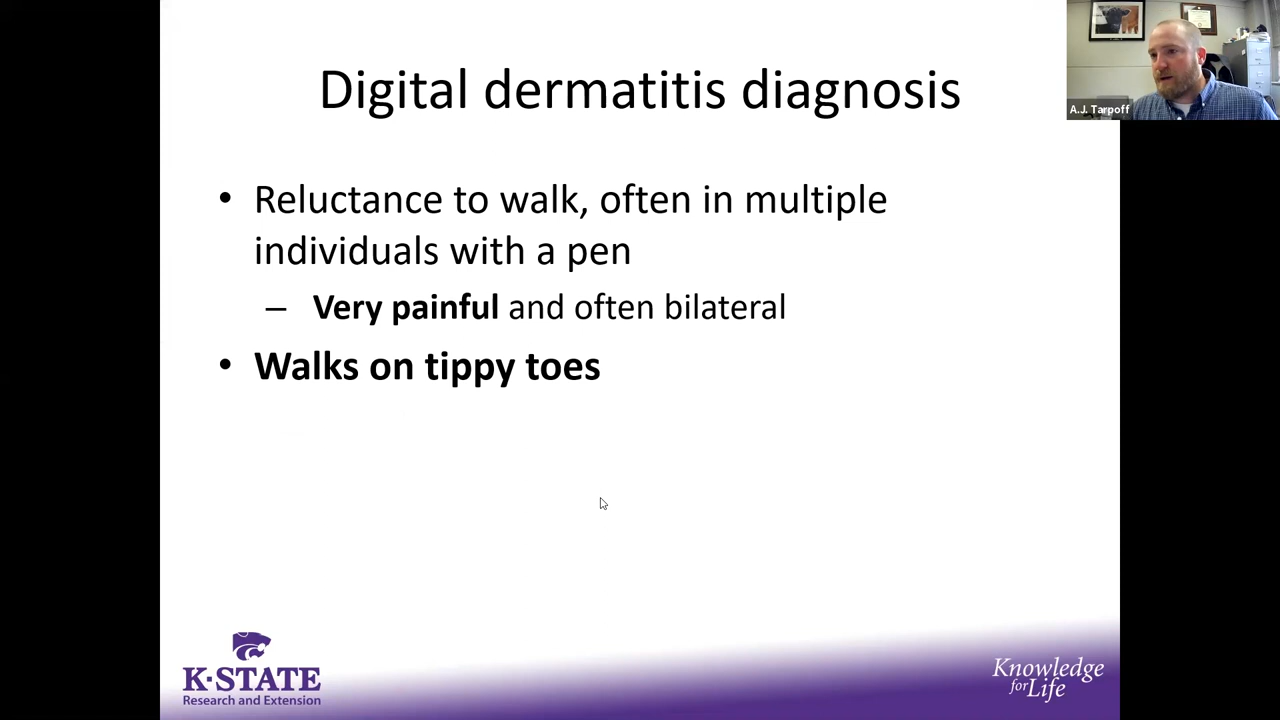 Digital dermatitis diagnosis
A.J. Tarpoff
• Reluctance to walk, often in multiple
individuals with a pen
– Very painful and often bilateral
• Walks on tippy toes
K-STATE
Research and Extension
Knowledge
for Life